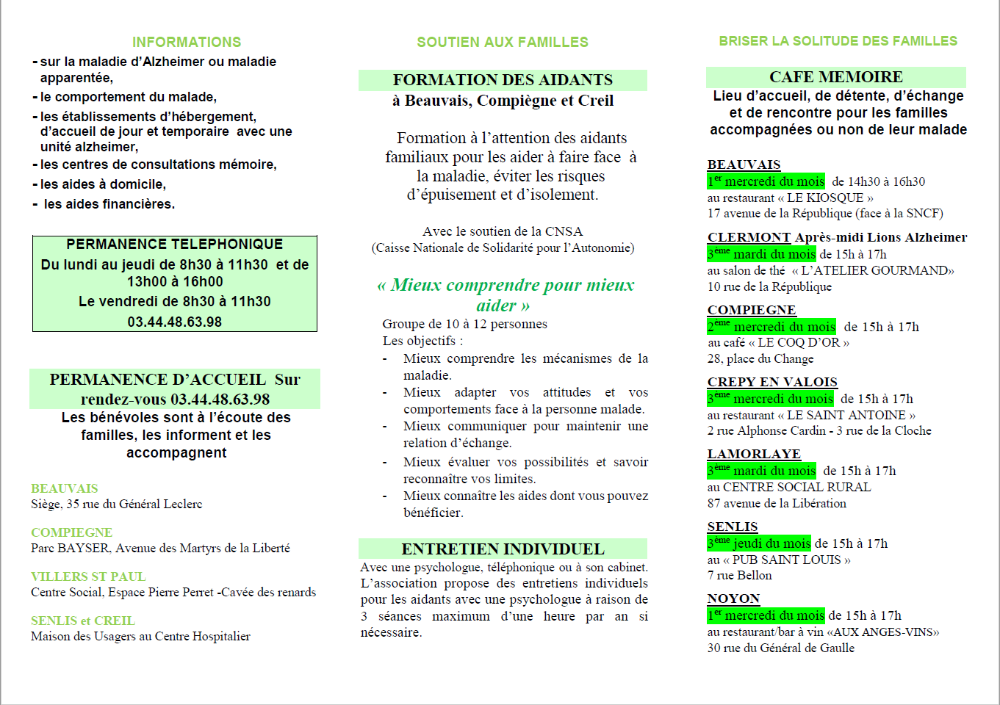 INFORMATIONS
- sur la maladie d'Alzheimer ou maladie
apparentée,
- le comportement du malade,
- les établissements d'hébergement,
d'accueil de jour et temporaire avec une
unité alzheimer,
- les centres de consultations mémoire,
- les aides à domicile,
- les aides financières.
PERMANENCE TELEPHONIQUE
Du lundi au jeudi de 8h30 à 11h30 et de
13h00 à 16h00
Le vendredi de 8h30 à 11h30
03.44.48.63.98
PERMANENCE D'ACCUEIL Sur
rendez-vous 03.44.48.63.98
Les bénévoles sont à l'écoute des
familles, les informent et les
accompagnent
BEAUVAIS
Siège, 35 rue du Général Leclerc
COMPIEGNE
Parc BAYSER, Avenue des Martyrs de la Liberté
VILLERS ST PAUL
Centre Social, Espace Pierre Perret -Cavée des renards
SENLIS et CREIL
Maison des Usagers au Centre Hospitalier
SOUTIEN AUX FAMILLES
FORMATION DES AIDANTS
à Beauvais, Compiègne et Creil
Formation à l'attention des aidants
familiaux pour les aider à faire face à
la maladie, éviter les risques
d'épuisement et d'isolement.
Avec le soutien de la CNSA
(Caisse Nationale de Solidarité pour l'Autonomie)
« Mieux comprendre pour mieux
aider »
Groupe de 10 à 12 personnes
Les objectifs :
- Mieux comprendre les mécanismes de la
maladie.
- Mieux adapter vos attitudes et vos
comportements face à la personne malade.
- Mieux communiquer pour maintenir une
relation d'échange.
- Mieux évaluer vos possibilités et savoir
reconnaître vos limites.
- Mieux connaître les aides dont vous pouvez
bénéficier.
ENTRETIEN INDIVIDUEL
Avec une psychologue, téléphonique ou à son cabinet.
L'association propose des entretiens individuels
pour les aidants avec une psychologue à raison de
3 séances maximum d'une heure par an si
nécessaire.
BRISER LA SOLITUDE DES FAMILLES
CAFE MEMOIRE
Lieu d'accueil, de détente, d'échange
et de rencontre pour les familles
accompagnées ou non de leur malade
BEAUVAIS
1er mercredi du mois de 14h30 à 16h30
au restaurant « LE KIOSQUE »
17 avenue de la République (face à la SNCF)
CLERMONT Après-midi Lions Alzheimer
3ème mardi du mois de 15h à 17h
au salon de thé « L'ATELIER GOURMAND»
10 rue de la République
COMPIEGNE
2ème mercredi du mois de 15h à 17h
au café « LE COQ D'OR »
28, place du Change
CREPY EN VALOIS
3ème mercredi du mois de 15h à 17h
au restaurant « LE SAINT ANTOINE »
2 rue Alphonse Cardin - 3 rue de la Cloche
LAMORLAYE
3ème mardi du mois de 15h à 17h
au CENTRE SOCIAL RURAL
87 avenue de la Libération
SENLIS
3ème jeudi du mois de 15h à 17h
au « PUB SAINT LOUIS »
7 rue Bellon
NOYON
1er mercredi du mois de 15h à 17h
au restaurant/bar à vin «AUX ANGES-VINS»
30 rue du Général de Gaulle